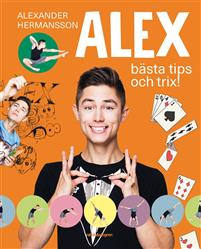 ALEXANDER
HERMANSSON
ALEX
bästa tips
och trix!